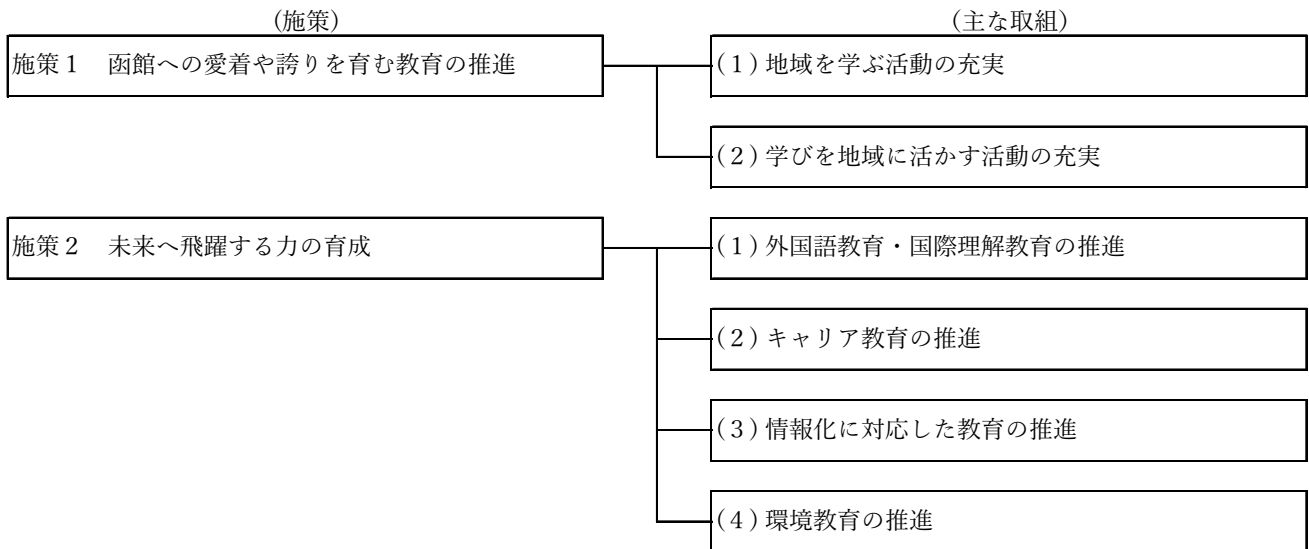 (施策)
(主な取組)
施策1 函館への愛着や誇りを育む教育の推進
(1)地域を学ぶ活動の充実
(2)学びを地域に活かす活動の充実
施策2 未来へ飛躍する力の育成
(1)外国語教育・国際理解教育の推進
(2)キャリア教育の推進
(3)情報化に対応した教育の推進
(4)環境教育の推進